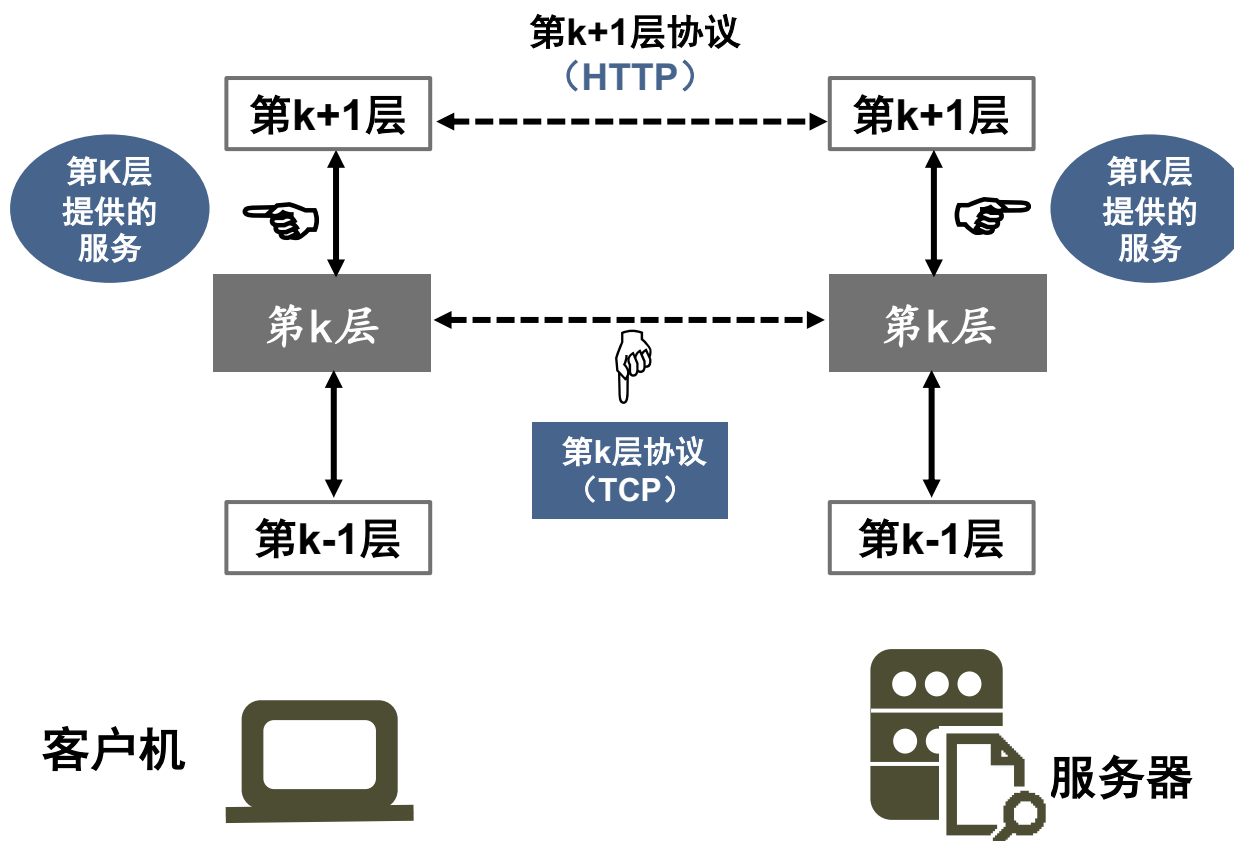 第k+1层协议
（HTTP）
第k+1层
第k+1层
第K层
提供的
服务
第K层
提供的
服务
第k层
第k层
第k层协议
（TCP）
第k-1层
第k-1层
客户机
服务器